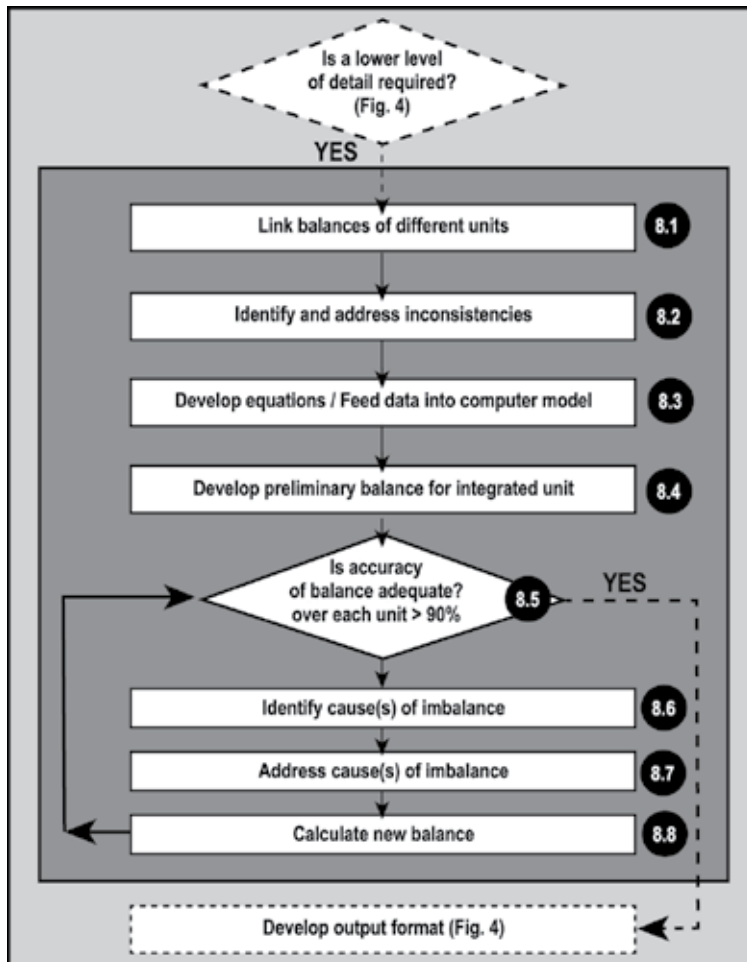 Is a lower level
of detail required?
(Fig. 4)
YES
Link balances of different units
8.1
Identify and address inconsistencies
8.2
Develop equations / Feed data into computer model
8.3
Develop preliminary balance for integrated unit
8.4
Is accuracy
of balance adequate?
over each unit > 90%
8.5
YES
Identify cause(s) of imbalance
8.6
Address cause(s) of imbalance
8.7
Calculate new balance
8.8
Develop output format (Fig. 4)